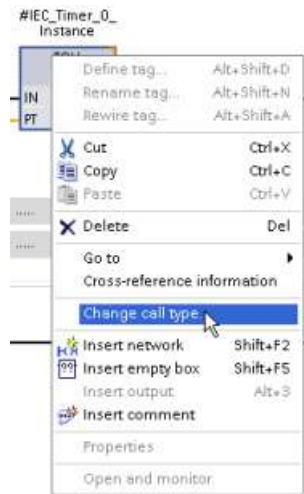 #IEC_Timer_0_
Instance
IN
PT
Define tag... Alt+Shift+D
Rename tag... Alt+Shift+N
Rewire tag... Alt+Shift+A
Cut Ctrl+X
Copy Ctrl+C
Paste Ctrl+V
Delete Del
Go to
Cross-reference information
Change call type...
Insert network Shift+F2
Insert empty box Shift+F5
Insert output Alt+3
Insert comment
Properties
Open and monitor